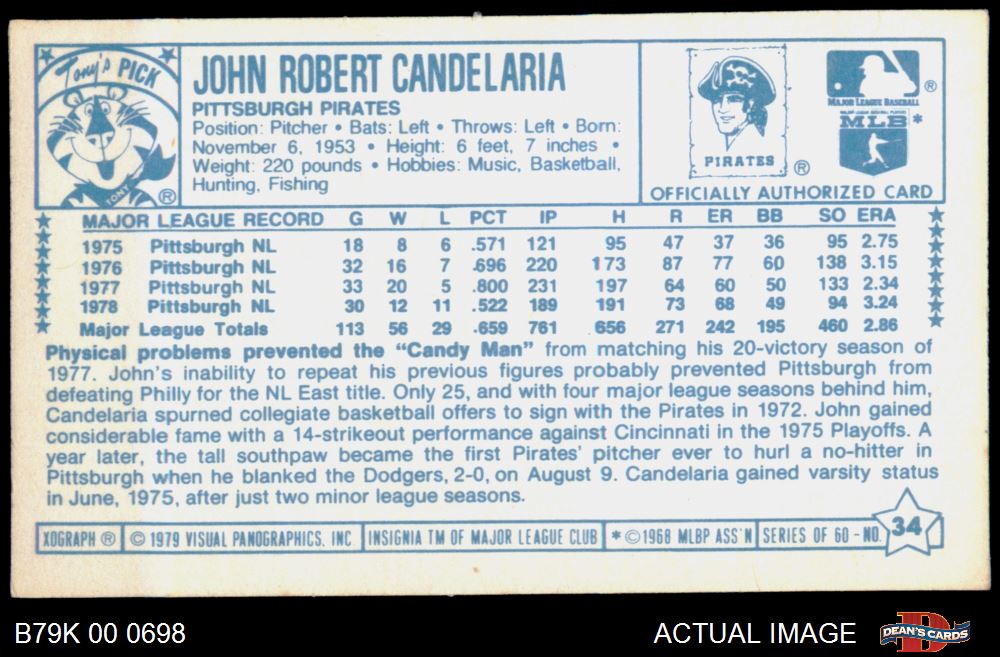 Tony's PICK
TONY
®
JOHN ROBERT CANDELARIA
PITTSBURGH PIRATES
Position: Pitcher • Bats: Left • Throws: Left • Born:
November 6, 1953 • Height: 6 feet, 7 inches •
Weight: 220 pounds • Hobbies: Music, Basketball,
Hunting, Fishing
PIRATES ®
®
MAJOR LEAGUE BASEBALL
MLB *
OFFICIALLY AUTHORIZED CARD
MAJOR LEAGUE RECORD G W L PCT IP H R ER BB SO ERA
1975 Pittsburgh NL 18 8 6 .571 121 95 47 37 36 95 2.75
1976 Pittsburgh NL 32 16 7 .696 220 173 87 77 60 138 3.15
1977 Pittsburgh NL 33 20 5 .800 231 197 64 60 50 133 2.34
1978 Pittsburgh NL 30 12 11 .522 189 191 73 68 49 94 3.24
Major League Totals 113 56 29 .659 761 656 271 242 195 460 2.86
Physical problems prevented the “Candy Man” from matching his 20-victory season of
1977. John's inability to repeat his previous figures probably prevented Pittsburgh from
defeating Philly for the NL East title. Only 25, and with four major league seasons behind him,
Candelaria spurned collegiate basketball offers to sign with the Pirates in 1972. John gained
considerable fame with a 14-strikeout performance against Cincinnati in the 1975 Playoffs. A
year later, the tall southpaw became the first Pirates' pitcher ever to hurl a no-hitter in
Pittsburgh when he blanked the Dodgers, 2-0, on August 9. Candelaria gained varsity status
in June, 1975, after just two minor league seasons.
XOGRAPH ® © 1979 VISUAL PANOGRAPHICS, INC INSIGNIA TM OF MAJOR LEAGUE CLUB *©1968 MLBP ASS'N SERIES OF 60 - NO. 34
B79K 00 0698
ACTUAL IMAGE
DEAN'S CARDS